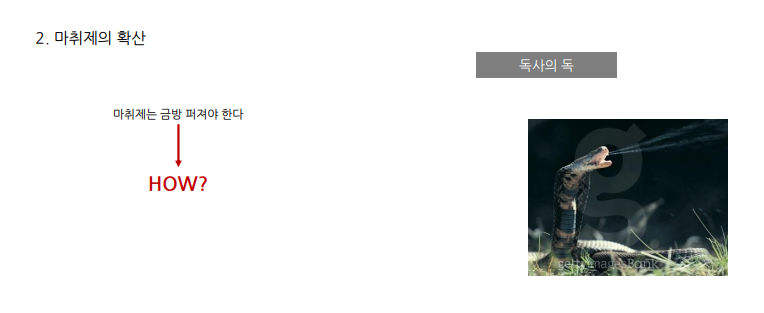 2. 마취제의 확산
독사의 독
마취제는 금방 퍼져야 한다
HOW?
g
gettyimagesBank